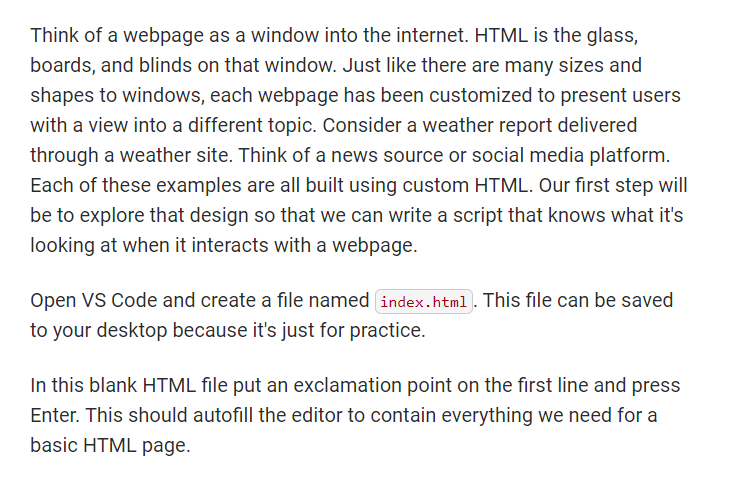 Think of a webpage as a window into the internet. HTML is the glass,
boards, and blinds on that window. Just like there are many sizes and
shapes to windows, each webpage has been customized to present users
with a view into a different topic. Consider a weather report delivered
through a weather site. Think of a news source or social media platform.
Each of these examples are all built using custom HTML. Our first step will
be to explore that design so that we can write a script that knows what it's
looking at when it interacts with a webpage.
Open VS Code and create a file named index.html. This file can be saved
to your desktop because it's just for practice.
In this blank HTML file put an exclamation point on the first line and press
Enter. This should autofill the editor to contain everything we need for a
basic HTML page.